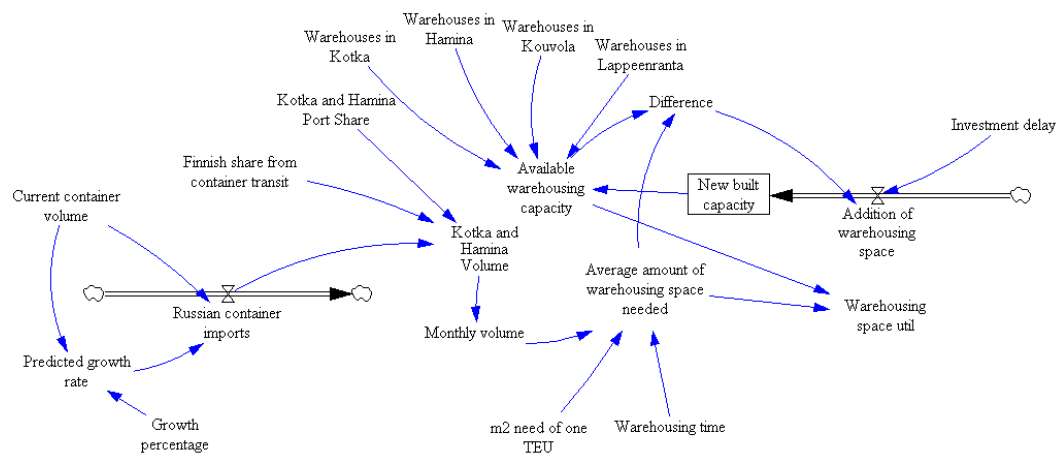 Warehouses in
Kotka
Warehnuses in
Hamina
Warehouses in
Kouvola
Warehouses in
Lappeenranta
Kotka and Hamina
Port Share
Difference
Investment delay
Finnish share from
container transit
Available
warehousing
capacity
New built
capacity
Addition of
warehousing
space
Current container
volume
Kotka and
Hamina
Volume
Average amount of
warehousing space
needed
Warehousing
space util
Russian container
imports
Monthly volume
Predicted growth
rate
Growth
percentage
m2 need of one
TEU
Warehousing time